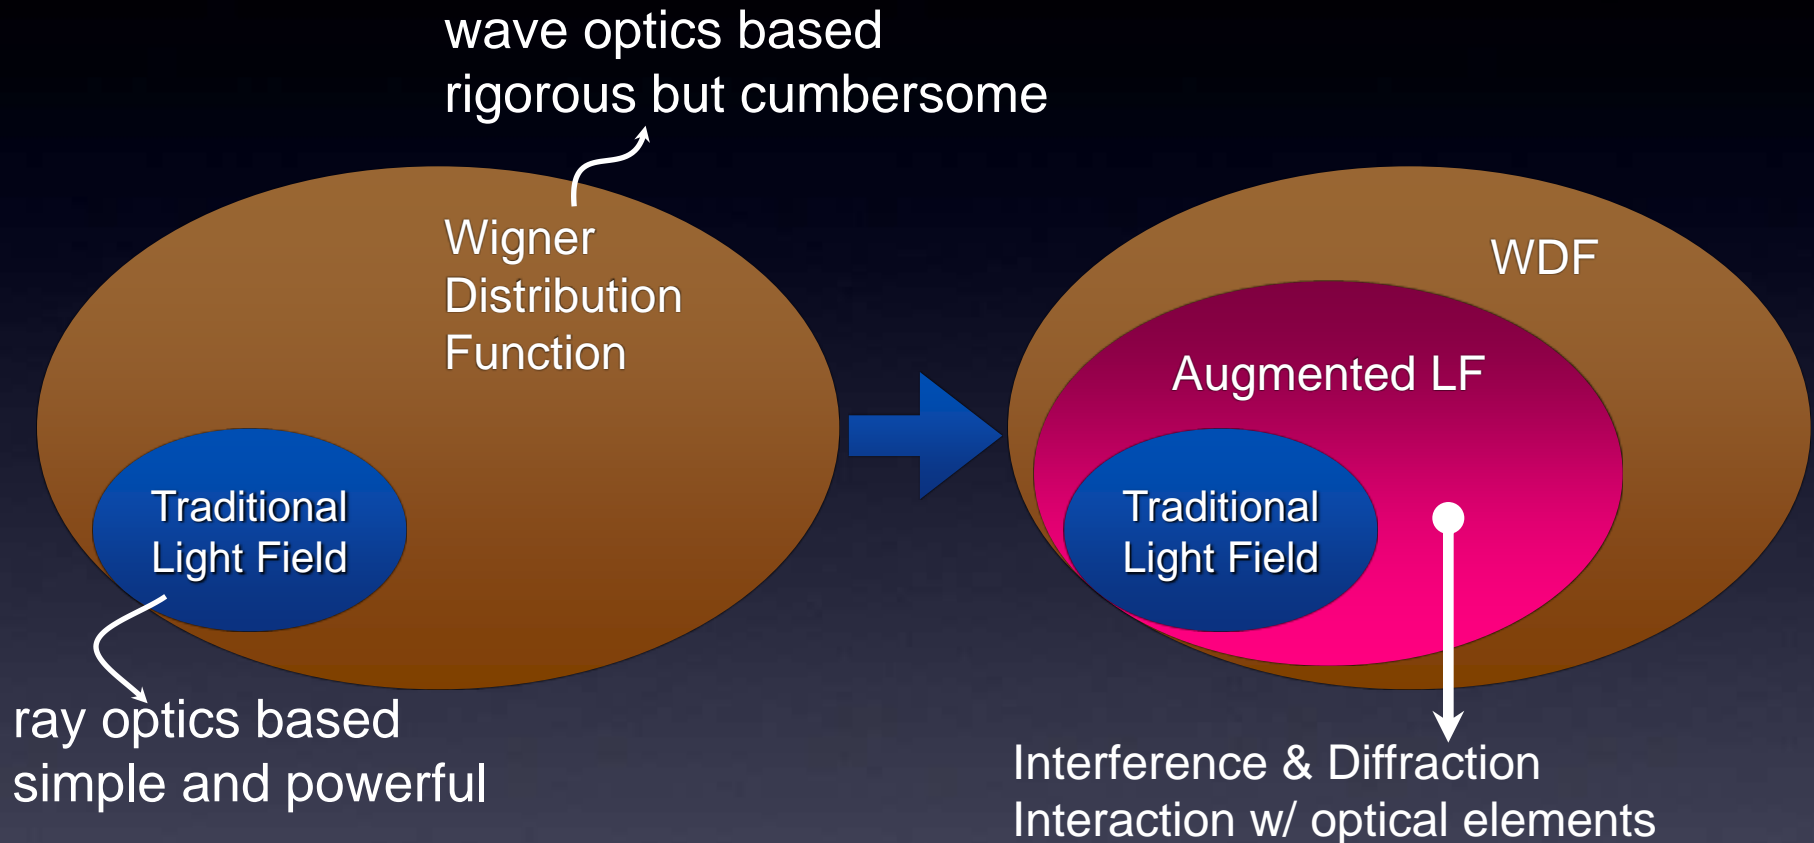 wave optics based
rigorous but cumbersome
Wigner
Distribution
Function
Traditional
Light Field
ray optics based
simple and powerful
WDF
Augmented LF
Traditional
Light Field
Interference & Diffraction
Interaction w/ optical elements